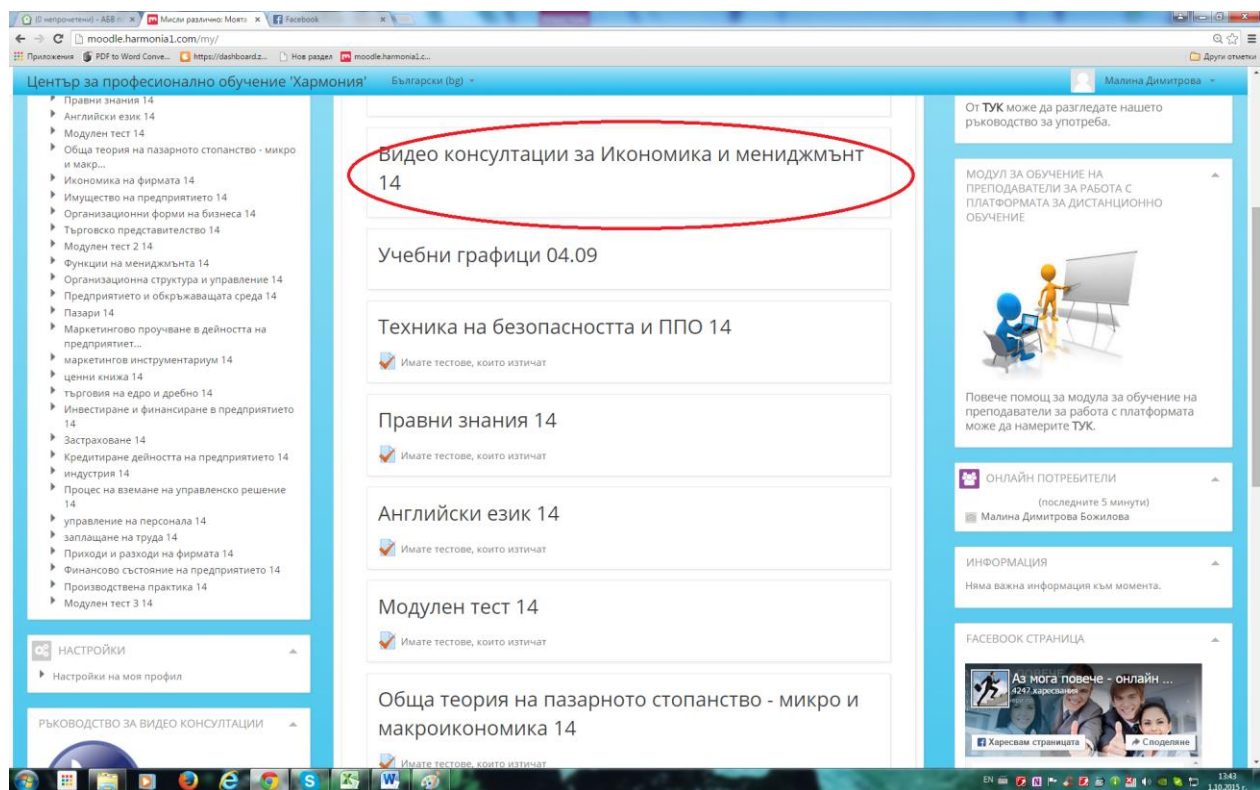 (0 непрочетени) - АБВ п
Мисли различно: Моята
Facebook
moodle.harmonia1.com/my/
Приложения
PDF to Word Conve...
https://dashboard.z...
Нов раздел
moodle.harmonia1.c...
Други отметки
Център за професионално обучение 'Хармония'
Български (bg)
Малина Димитрова
Правни знания 14
Английски език 14
Модулен тест 14
Обща теория на пазарното стопанство - микро
и макр...
Икономика на фирмата 14
Имущество на предприятието 14
Организационни форми на бизнеса 14
Търговско представителство 14
Модулен тест 2 14
Функции на мениджмънта 14
Организационна структура и управление 14
Предприятието и обкръжаващата среда 14
Пазари 14
Маркетингово проучване в дейността на
предприятиет...
маркетингов инструментариум 14
ценни книжа 14
търговия на едро и дребно 14
Инвестиране и финансиране в предприятието
14
Застраховане 14
Кредитиране дейността на предприятието 14
индустрия 14
Процес на вземане на управленско решение
14
управление на персонала 14
заплащане на труда 14
Приходи и разходи на фирмата 14
Финансово състояние на предприятието 14
Производствена практика 14
Модулен тест 3 14
НАСТРОЙКИ
Настройки на моя профил
РЪКОВОДСТВО ЗА ВИДЕО КОНСУЛТАЦИИ
Видео консултации за Икономика и мениджмънт
14
Учебни графици 04.09
Техника на безопасността и ППО 14
Имате тестове, които изтичат
Правни знания 14
Имате тестове, които изтичат
Английски език 14
Имате тестове, които изтичат
Модулен тест 14
Имате тестове, които изтичат
Обща теория на пазарното стопанство - микро и
макроикономика 14
Имате тестове, които изтичат
От ТУК може да разгледате нашето
ръководство за употреба.
МОДУЛ ЗА ОБУЧЕНИЕ НА
ПРЕПОДАВАТЕЛИ ЗА РАБОТА С
ПЛАТФОРМАТА ЗА ДИСТАНЦИОННО
ОБУЧЕНИЕ
Повече помощ за модула за обучение на
преподаватели за работа с платформата
може да намерите ТУК.
ОНЛАЙН ПОТРЕБИТЕЛИ
(последните 5 минути)
Малина Димитрова Божилова
ИНФОРМАЦИЯ
Няма важна информация към момента.
FACEBOOK СТРАНИЦА
Аз мога повече - онлайн ...
4247 харесвания
Харесвам страницата
Споделяне
EN
13:43
1.10.2015 г.